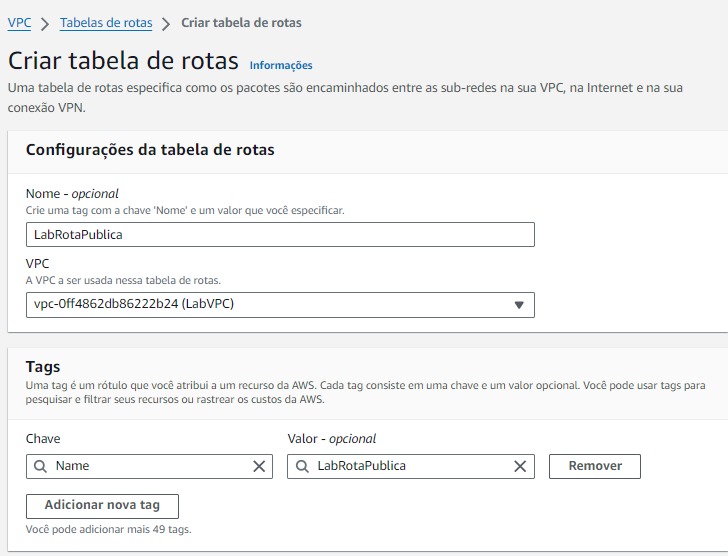 VPC > Tabelas de rotas > Criar tabela de rotas
Criar tabela de rotas Informações
Uma tabela de rotas especifica como os pacotes são encaminhados entre as sub-redes na sua VPC, na Internet e na sua
conexão VPN.
Configurações da tabela de rotas
Nome - opcional
Crie uma tag com a chave 'Nome' e um valor que você especificar.
LabRotaPublica
VPC
A VPC a ser usada nessa tabela de rotas.
vpc-0ff4862db86222b24 (LabVPC)
Tags
Uma tag é um rótulo que você atribui a um recurso da AWS. Cada tag consiste em uma chave e um valor opcional. Você pode usar tags para
pesquisar e filtrar seus recursos ou rastrear os custos da AWS.
Chave Valor - opcional
Name LabRotaPublica Remover
Adicionar nova tag
Você pode adicionar mais 49 tags.